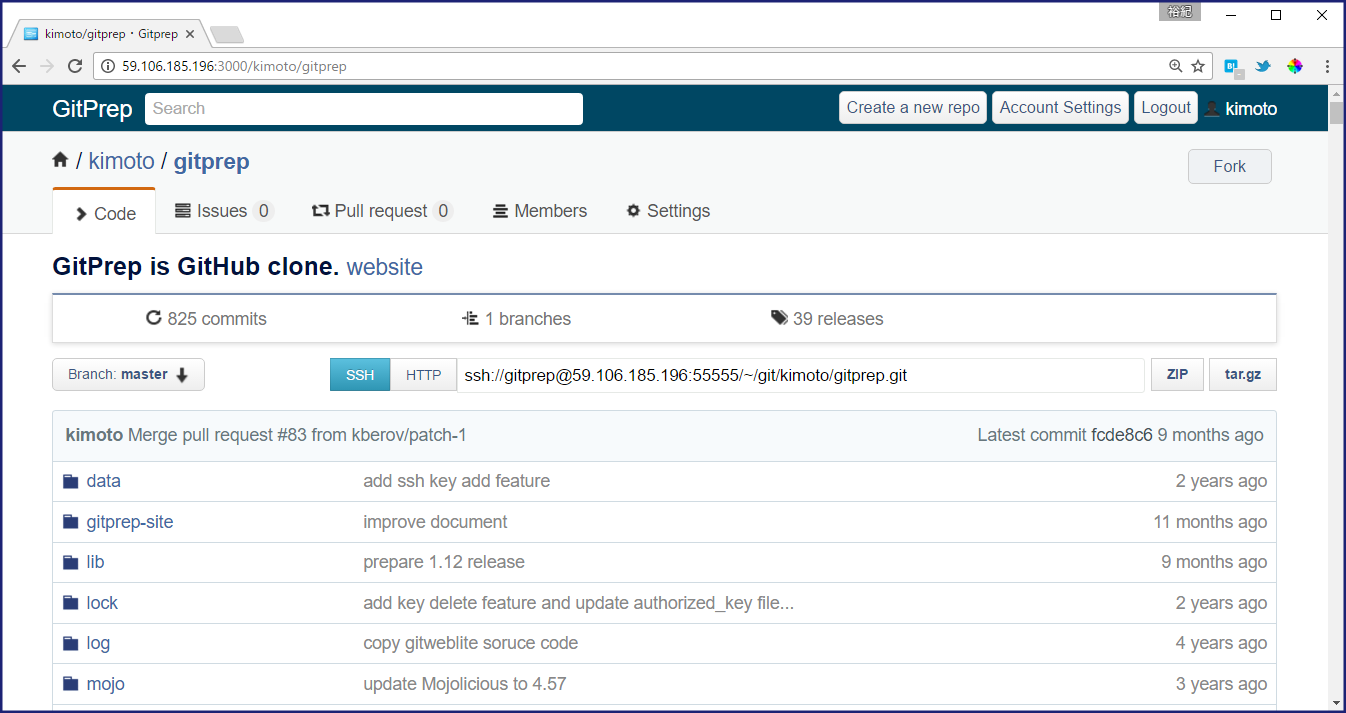 裕紀
kimoto/gitprep · Gitprep
59.106.185.196:3000/kimoto/gitprep
B!
GitPrep Search Create a new repo Account Settings Logout kimoto
/ kimoto / gitprep Fork
Code Issues 0 Pull request 0 Members Settings
GitPrep is GitHub clone. website
825 commits 1 branches 39 releases
Branch: master SSH HTTP ssh://gitprep@59.106.185.196:55555/~/git/kimoto/gitprep.git ZIP tar.gz
kimoto Merge pull request #83 from kberov/patch-1 Latest commit fcde8c6 9 months ago
data add ssh key add feature 2 years ago
gitprep-site improve document 11 months ago
lib prepare 1.12 release 9 months ago
lock add key delete feature and update authorized_key file... 2 years ago
log copy gitweblite soruce code 4 years ago
mojo update Mojolicious to 4.57 3 years ago